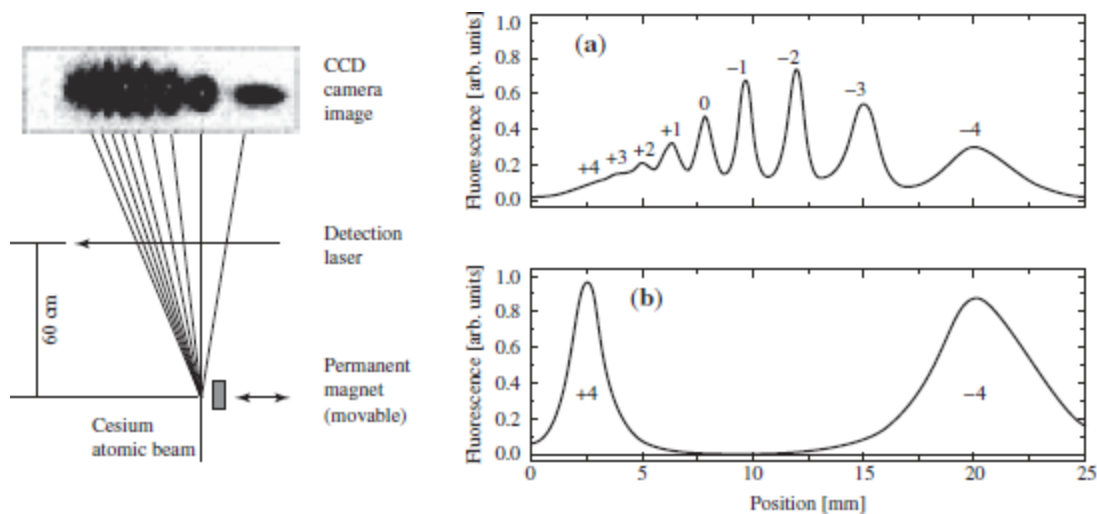 CCD
camera
image
Detection
laser
60 cm
Permanent
magnet
(movable)
Cesium
atomic beam
Fluorescence [arb. units]
1.0
0.8
0.6
0.4
0.2
0.0
(a)
+4
+3
+2
+1
0
−1
−2
−3
−4
Fluorescence [arb. units]
1.0
0.8
0.6
0.4
0.2
0.0
(b)
+4
−4
0
5
10
15
20
25
Position [mm]